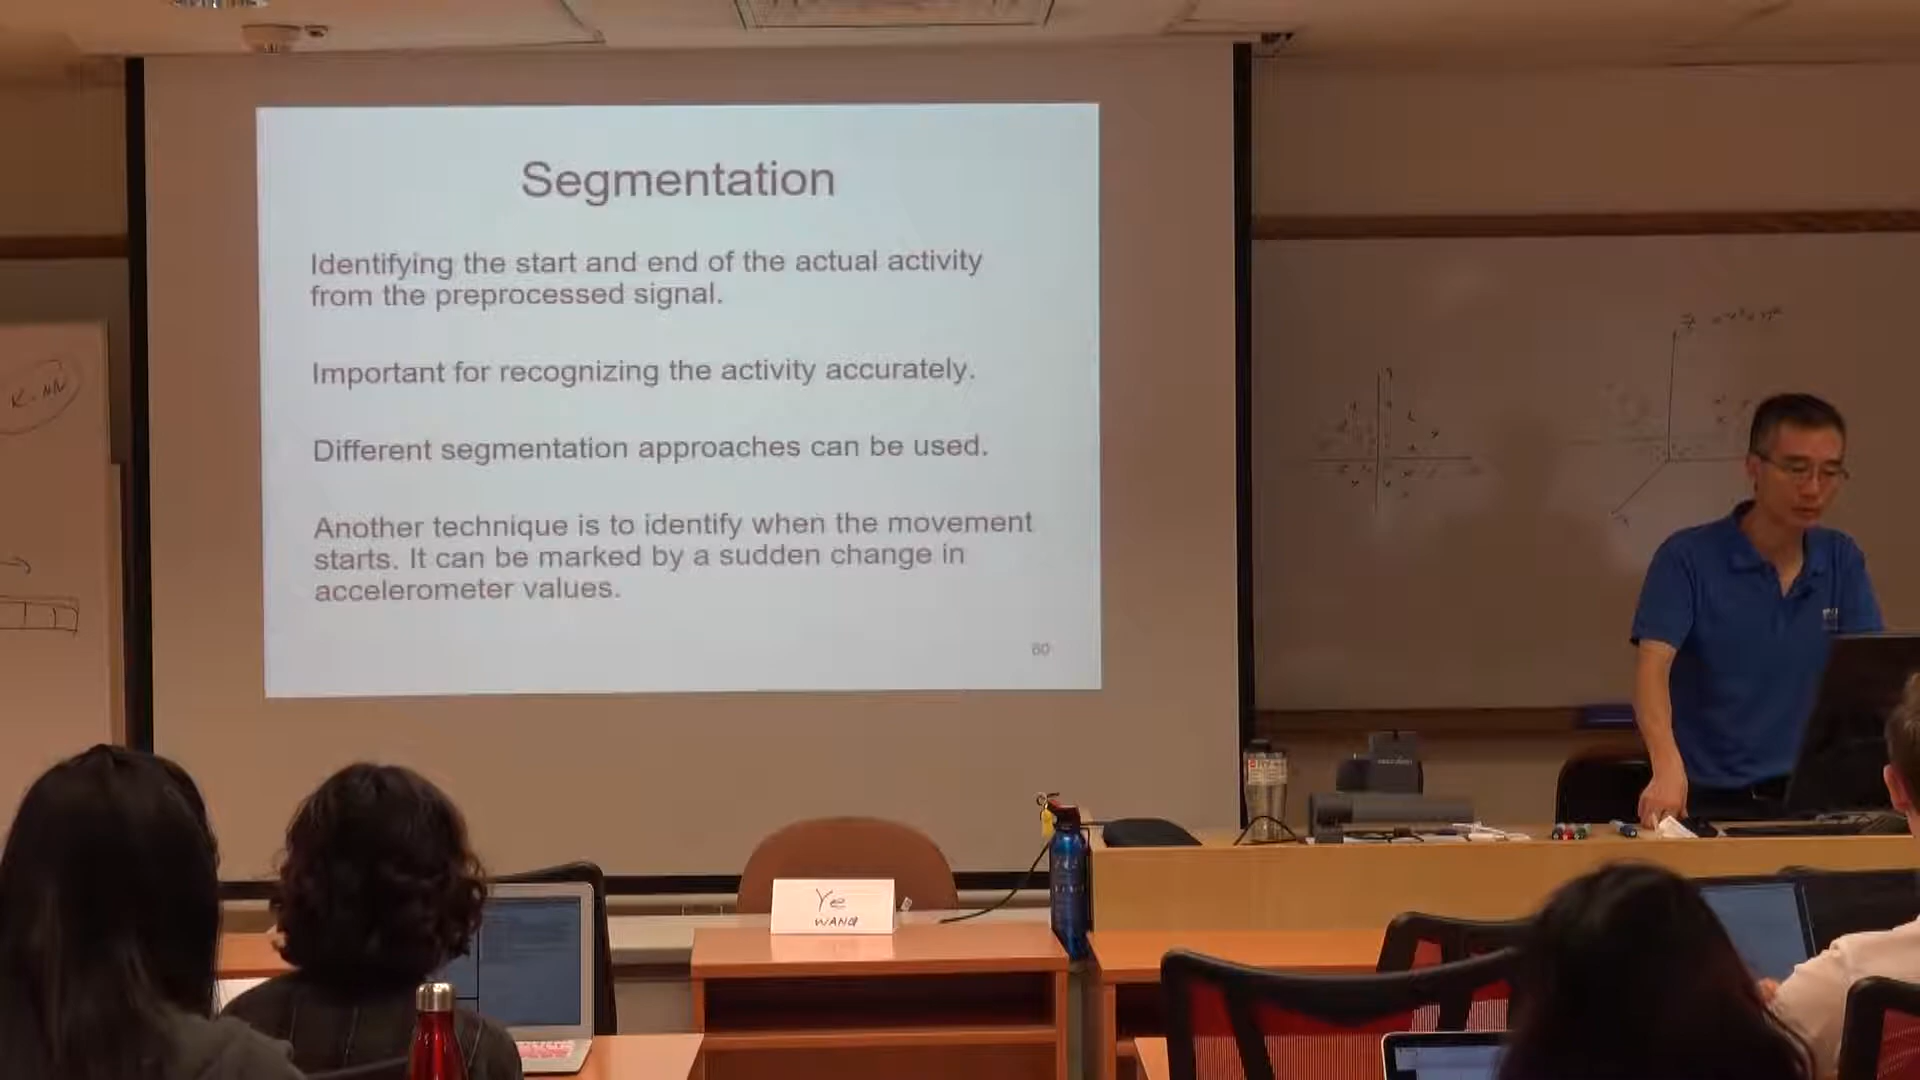 Segmentation
Identifying the start and end of the actual activity
from the preprocessed signal.
Important for recognizing the activity accurately.
Different segmentation approaches can be used.
Another technique is to identify when the movement
starts. It can be marked by a sudden change in
accelerometer values.
60
K-NN
Ye
WANG